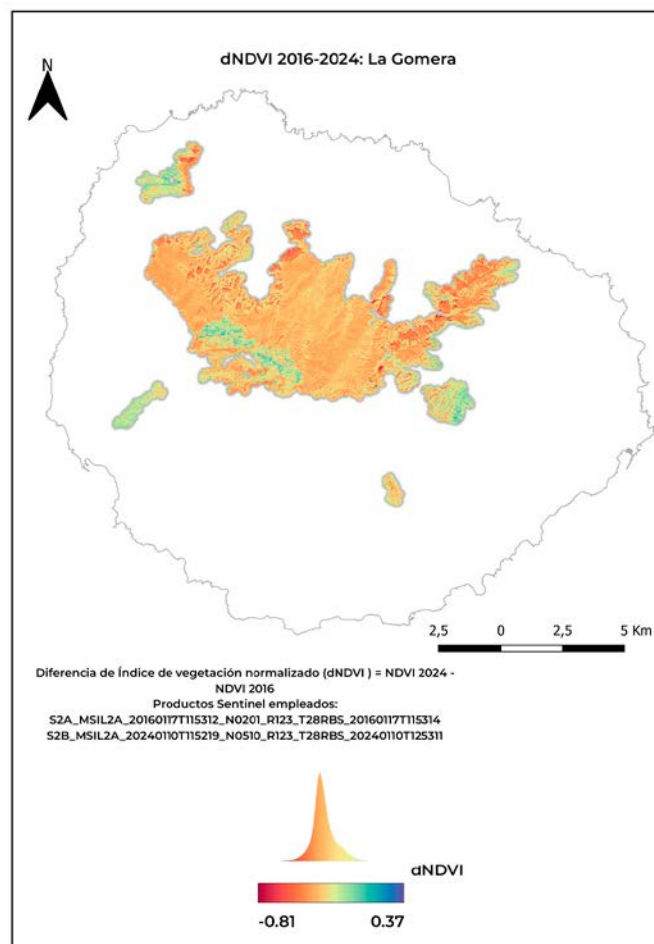 dNDVI 2016-2024: La Gomera
N
2,5 0 2,5 5 Km
Diferencia de Índice de vegetación normalizado (dNDVI ) = NDVI 2024 -
NDVI 2016
Productos Sentinel empleados:
S2A_MSIL2A_20160117T115312_N0201_R123_T28RBS_20160117T115314
S2B_MSIL2A_20240110T115219_N0510_R123_T28RBS_20240110T125311
dNDVI
-0.81 0.37